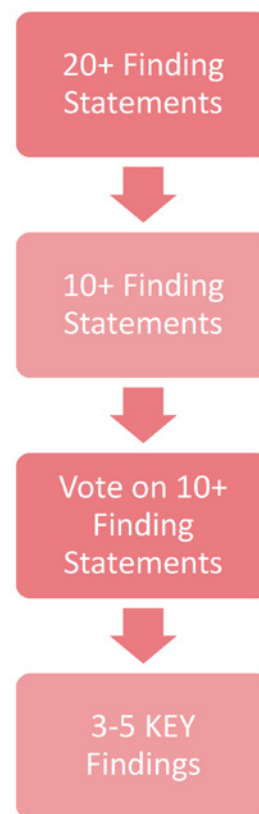 20+ Finding
Statements
10+ Finding
Statements
Vote on 10+
Finding
Statements
3-5 KEY
Findings